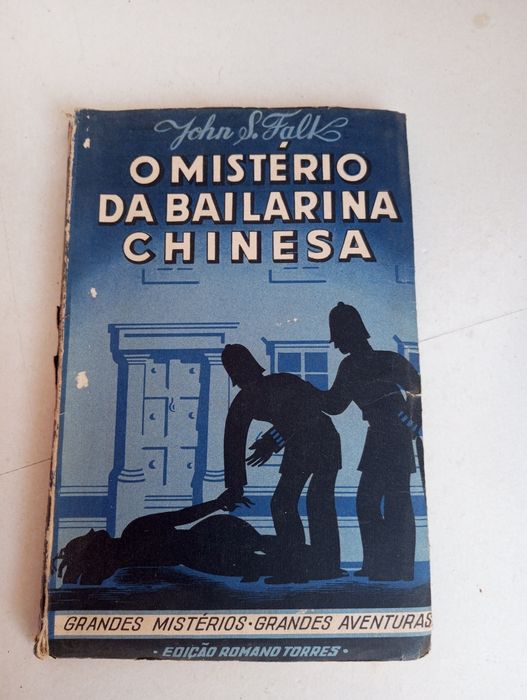 John S. Falk
O MISTÉRIO
DA BAILARINA
CHINESA
GRANDES MISTÉRIOS · GRANDES AVENTURAS
· EDIÇÃO ROMANO TORRES ·